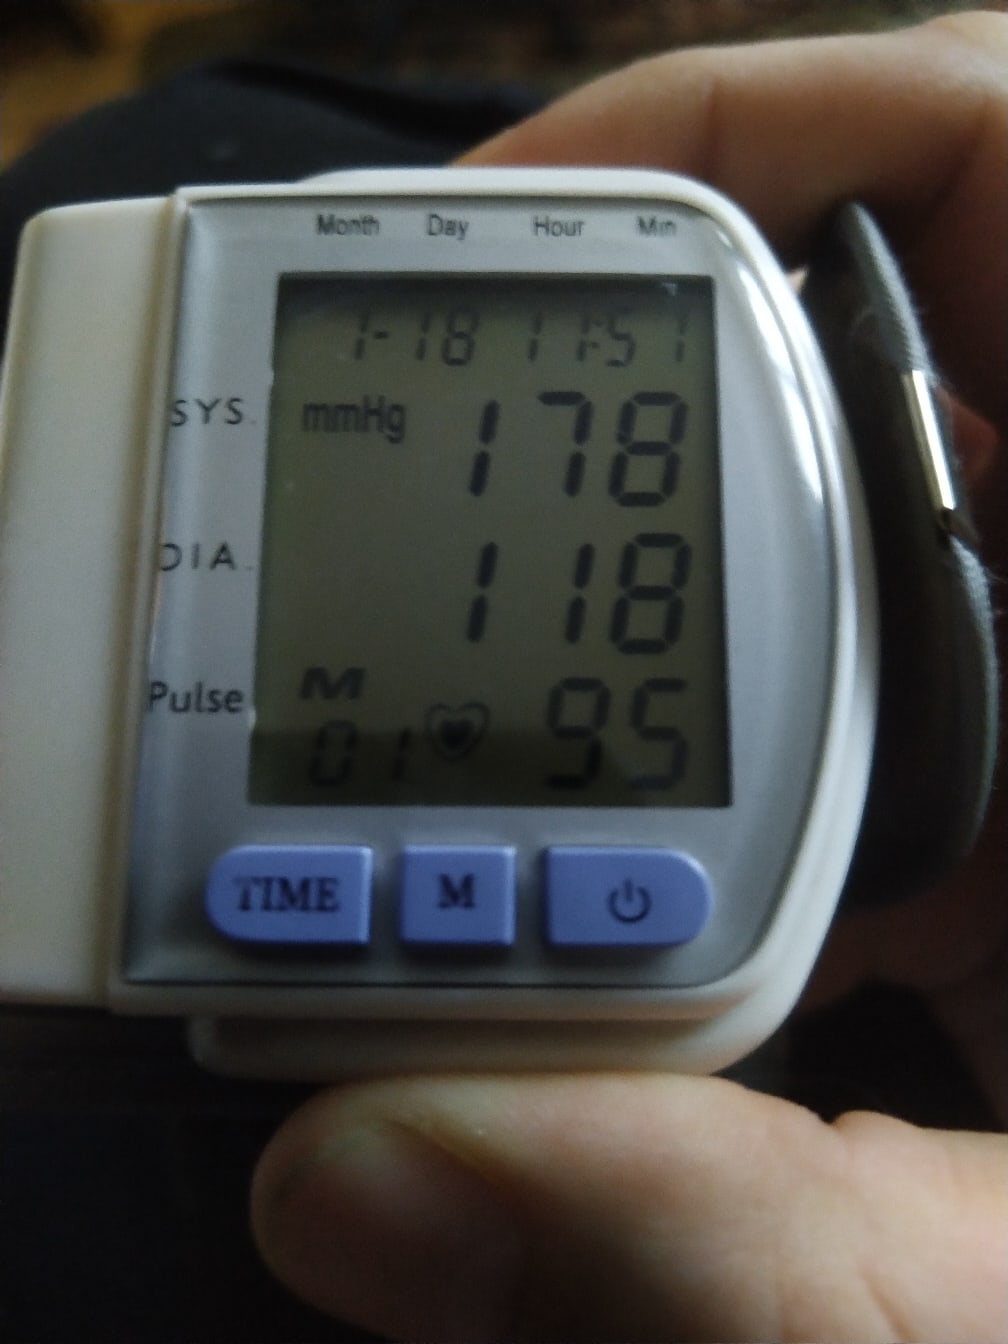 Month Day Hour Min
1-18 11:51
SYS. mmHg 178
DIA. 118
Pulse M 01 95
TIME M